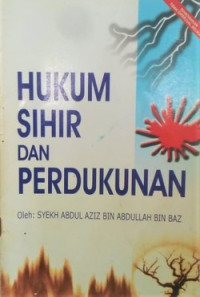 HUKUM
SIHIR
DAN
PERDUKUNAN
Oleh: SYEKH ABDUL AZIZ BIN ABDULLAH BIN BAZ